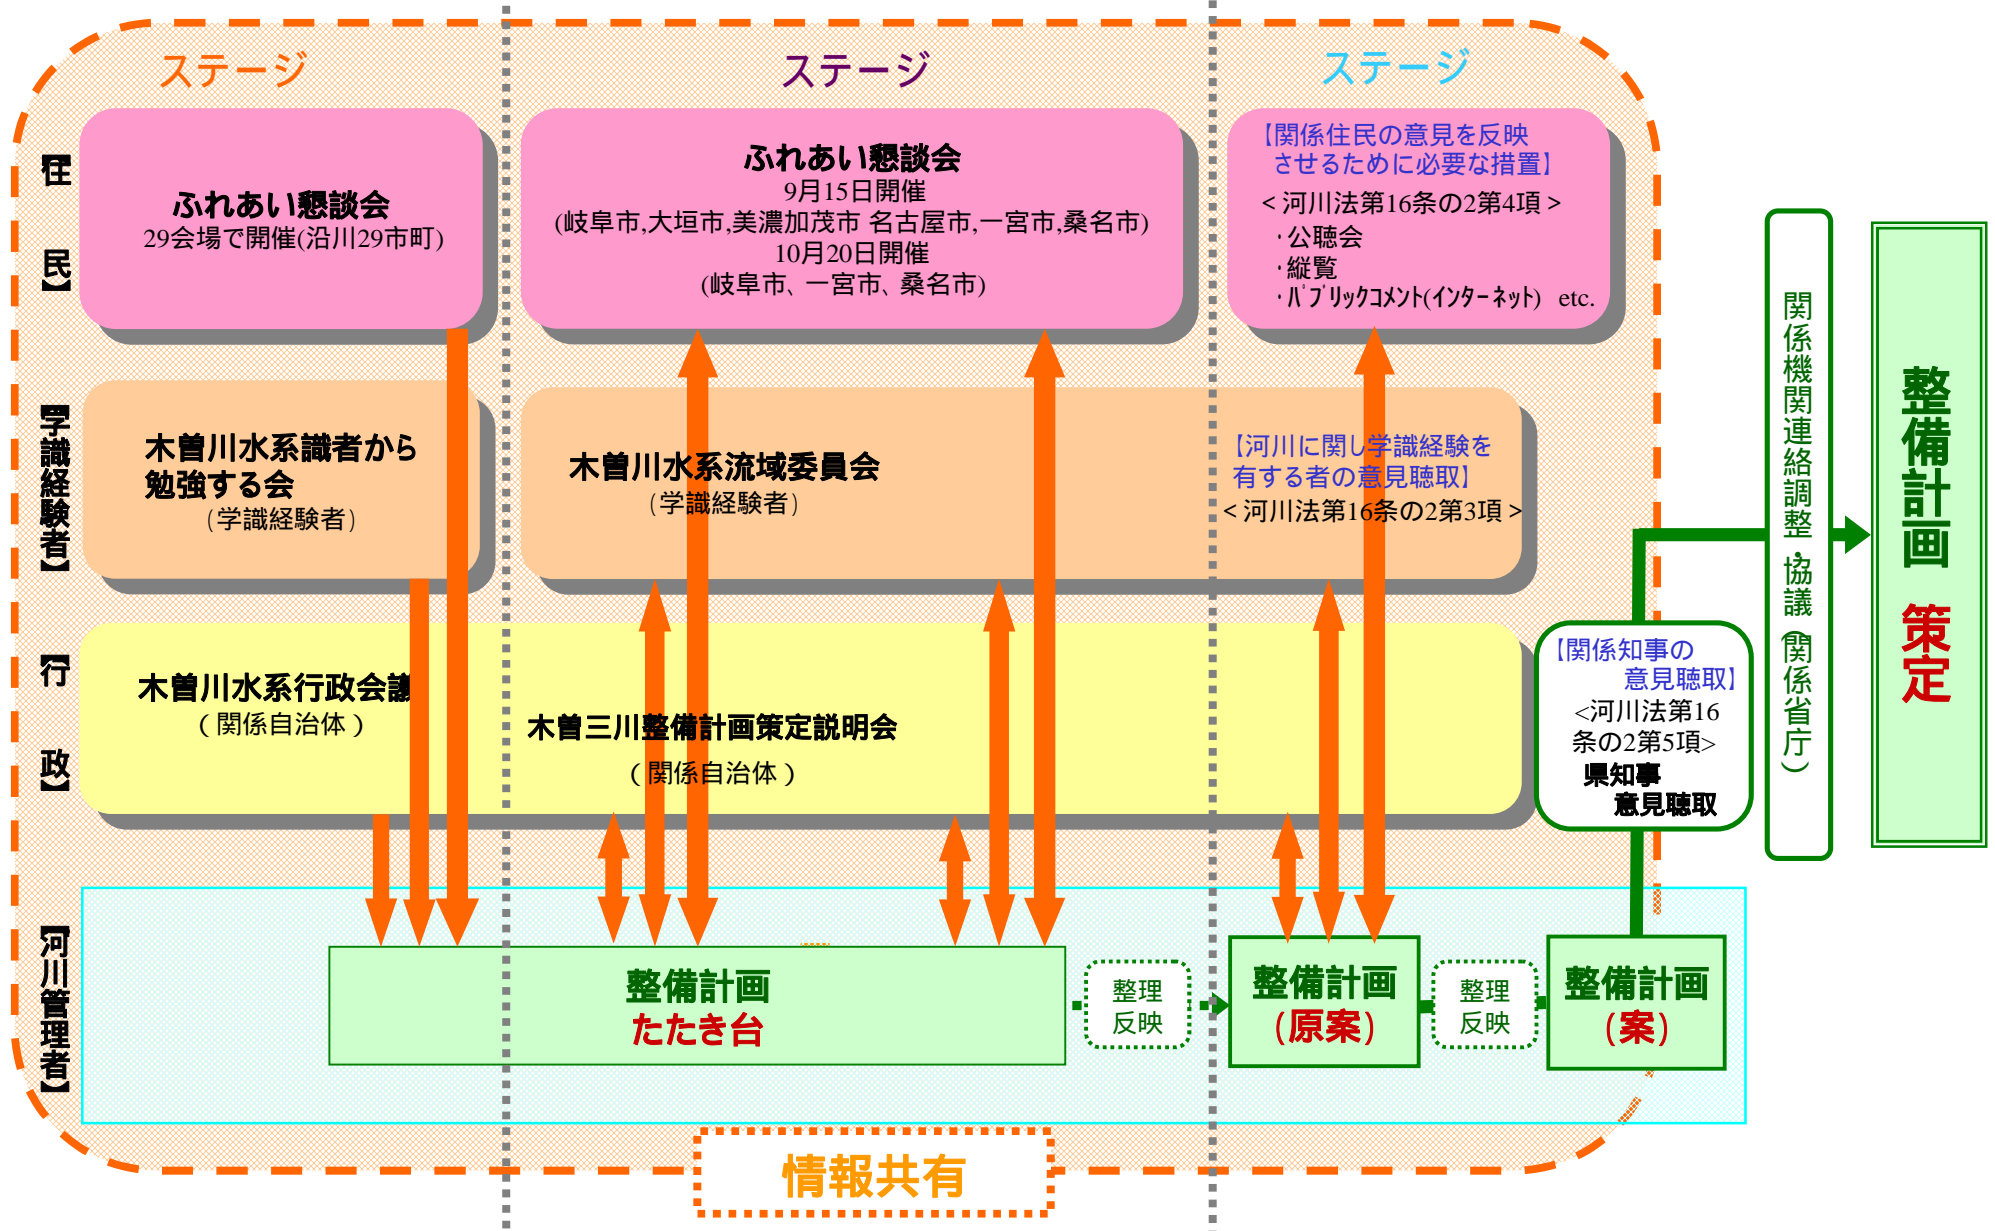 ステージ
ステージ
ステージ
【住民】
ふれあい懇談会
29会場で開催(沿川29市町)
ふれあい懇談会
9月15日開催
(岐阜市,大垣市,美濃加茂市 名古屋市,一宮市,桑名市)
10月20日開催
(岐阜市、一宮市、桑名市)
【関係住民の意見を反映
させるために必要な措置】
<河川法第16条の2第4項>
・公聴会
・縦覧
・パブリックコメント(インターネット) etc.
【学識経験者】
木曽川水系識者から
勉強する会
(学識経験者)
木曽川水系流域委員会
(学識経験者)
【河川に関し学識経験を
有する者の意見聴取】
<河川法第16条の2第3項>
【行政】
木曽川水系行政会議
(関係自治体)
木曽三川整備計画策定説明会
(関係自治体)
【関係知事の
意見聴取】
<河川法第16
条の2第5項>
県知事
意見聴取
関係機関連絡調整・協議(関係省庁)
整備計画 策定
【河川管理者】
整備計画
たたき台
整理
反映
整備計画
(原案)
整理
反映
整備計画
(案)
情報共有